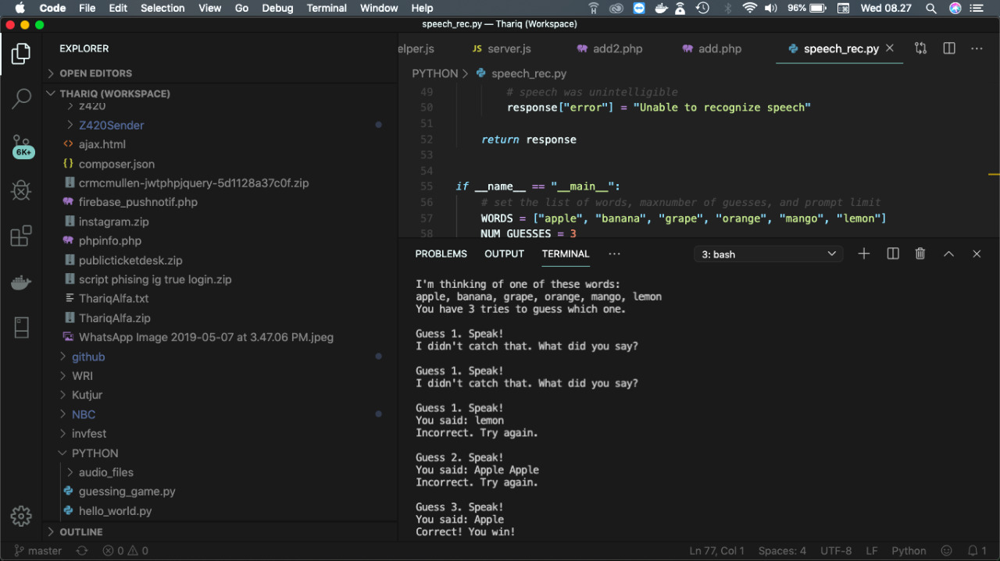 Code File Edit Selection View Go Debug Terminal Window Help 96% Wed 08.27
speech_rec.py — Thariq (Workspace)
EXPLORER
OPEN EDITORS
THARIQ (WORKSPACE)
z420
Z420Sender
ajax.html
composer.json
crmcmullen-jwtphpjquery-5d1128a37c0f.zip
firebase_pushnotif.php
instagram.zip
phpinfo.php
publicticketdesk.zip
script phising ig true login.zip
ThariqAlfa.txt
ThariqAlfa.zip
WhatsApp Image 2019-05-07 at 3.47.06 PM.jpeg
github
WRI
Kutjur
NBC
invfest
PYTHON
audio_files
guessing_game.py
hello_world.py
OUTLINE
6K+
elper.js JS server.js add2.php add.php speech_rec.py
PYTHON > speech_rec.py
49 # speech was unintelligible
50 response["error"] = "Unable to recognize speech"
51
52 return response
53
54
55 if __name__ == "__main__":
56 # set the list of words, maxnumber of guesses, and prompt limit
57 WORDS = ["apple", "banana", "grape", "orange", "mango", "lemon"]
58 NUM_GUESSES = 3
PROBLEMS OUTPUT TERMINAL ··· 3: bash
I'm thinking of one of these words:
apple, banana, grape, orange, mango, lemon
You have 3 tries to guess which one.
Guess 1. Speak!
I didn't catch that. What did you say?
Guess 1. Speak!
I didn't catch that. What did you say?
Guess 1. Speak!
You said: lemon
Incorrect. Try again.
Guess 2. Speak!
You said: Apple Apple
Incorrect. Try again.
Guess 3. Speak!
You said: Apple
Correct! You win!
master 0 0 Ln 77, Col 1 Spaces: 4 UTF-8 LF Python 1